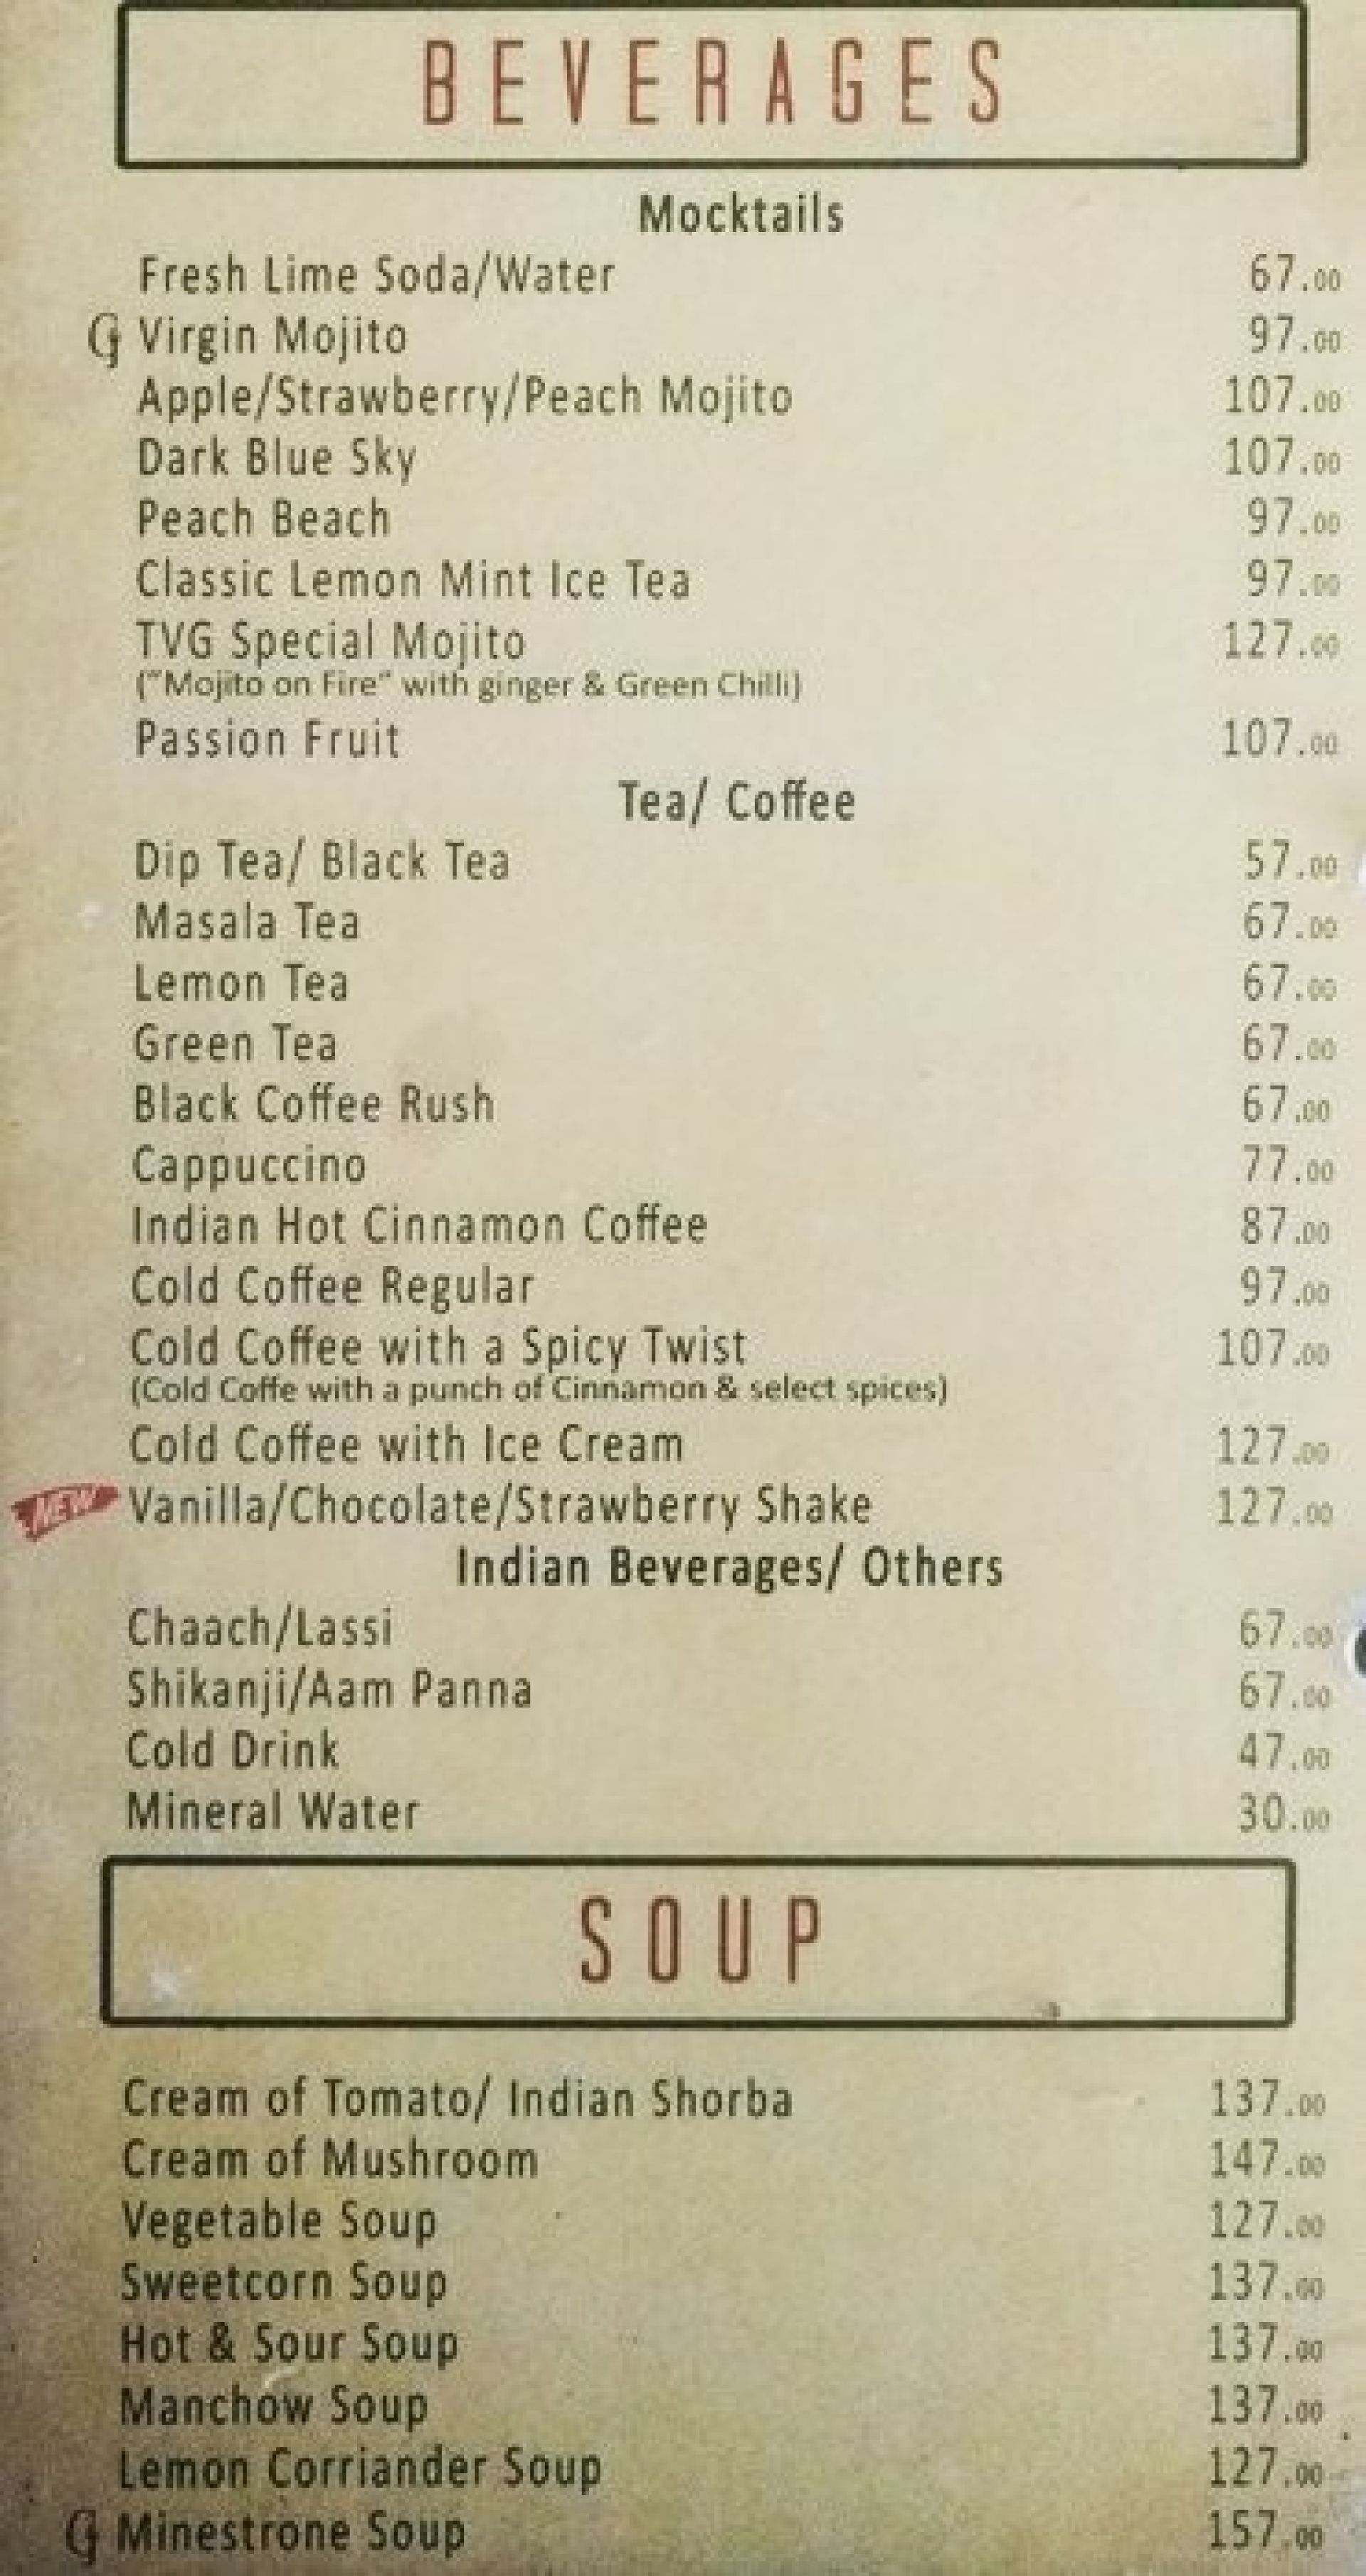 BEVERAGES
Mocktails
Fresh Lime Soda/Water 67.00
G Virgin Mojito 97.00
Apple/Strawberry/Peach Mojito 107.00
Dark Blue Sky 107.00
Peach Beach 97.00
Classic Lemon Mint Ice Tea 97.00
TVG Special Mojito 127.00
("Mojito on Fire" with ginger & Green Chilli)
Passion Fruit 107.00
Tea/ Coffee
Dip Tea/ Black Tea 57.00
Masala Tea 67.00
Lemon Tea 67.00
Green Tea 67.00
Black Coffee Rush 67.00
Cappuccino 77.00
Indian Hot Cinnamon Coffee 87.00
Cold Coffee Regular 97.00
Cold Coffee with a Spicy Twist 107.00
(Cold Coffe with a punch of Cinnamon & select spices)
Cold Coffee with Ice Cream 127.00
NEW Vanilla/Chocolate/Strawberry Shake 127.00
Indian Beverages/ Others
Chaach/Lassi 67.00
Shikanji/Aam Panna 67.00
Cold Drink 47.00
Mineral Water 30.00
SOUP
Cream of Tomato/ Indian Shorba 137.00
Cream of Mushroom 147.00
Vegetable Soup 127.00
Sweetcorn Soup 137.00
Hot & Sour Soup 137.00
Manchow Soup 137.00
Lemon Corriander Soup 127.00
G Minestrone Soup 157.00